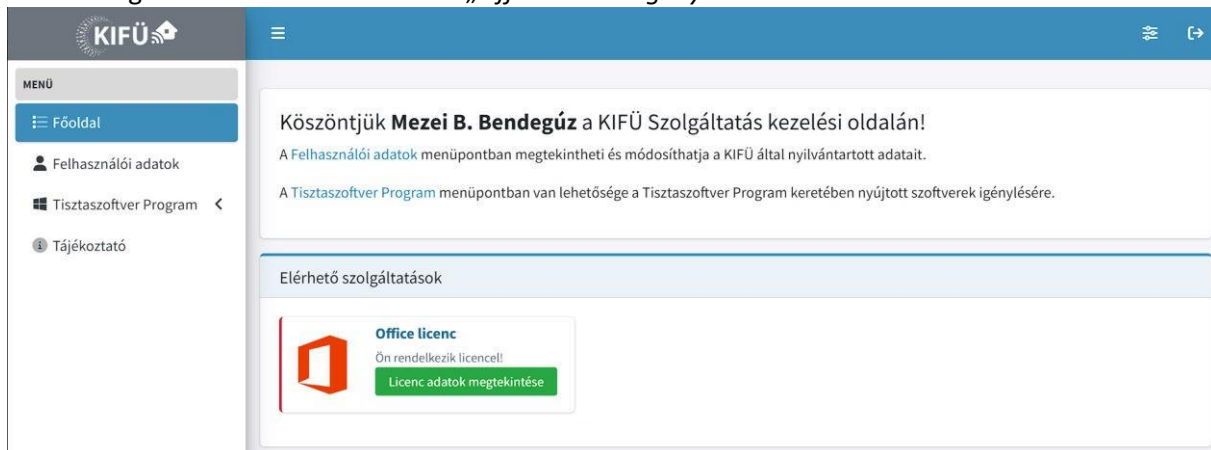 KIFÜ
MENÜ
Főoldal
Felhasználói adatok
Tisztaszoftver Program
Tájékoztató
Köszöntjük Mezei B. Bendegúz a KIFÜ Szolgáltatás kezelési oldalán!
A Felhasználói adatok menüpontban megtekintheti és módosíthatja a KIFÜ által nyilvántartott adatait.
A Tisztaszoftver Program menüpontban van lehetősége a Tisztaszoftver Program keretében nyújtott szoftverek igénylésére.
Elérhető szolgáltatások
Office licenc
Ön rendelkezik licencel!
Licenc adatok megtekintése